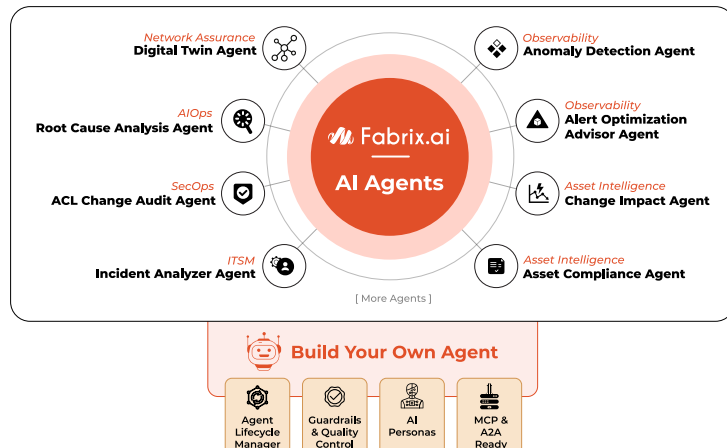 Network Assurance
Digital Twin Agent
AIOps
Root Cause Analysis Agent
SecOps
ACL Change Audit Agent
ITSM
Incident Analyzer Agent
Fabrix.ai
AI Agents
Observability
Anomaly Detection Agent
Observability
Alert Optimization
Advisor Agent
Asset Intelligence
Change Impact Agent
Asset Intelligence
Asset Compliance Agent
[ More Agents ]
Build Your Own Agent
Agent
Lifecycle
Manager
Guardrails
& Quality
Control
AI
Personas
MCP &
A2A
Ready